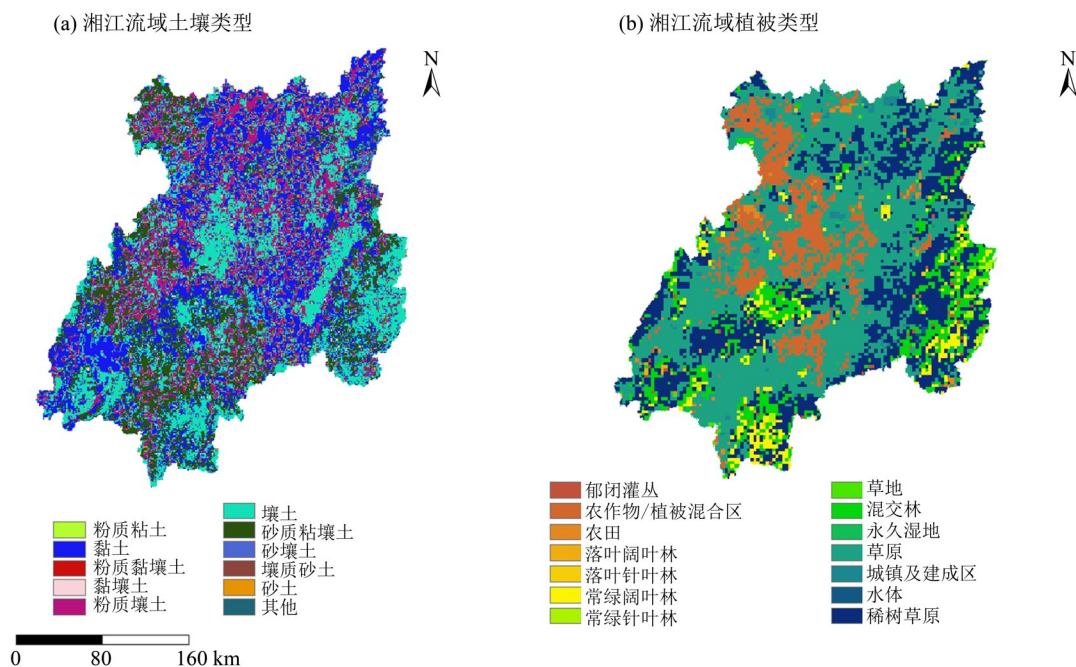 (a) 湘江流域土壤类型
N
粉质粘土
黏土
粉质黏壤土
黏壤土
粉质壤土
壤土
砂质粘壤土
砂壤土
壤质砂土
砂土
其他
0 80 160 km
(b) 湘江流域植被类型
N
郁闭灌丛
农作物/植被混合区
农田
落叶阔叶林
落叶针叶林
常绿阔叶林
常绿针叶林
草地
混交林
永久湿地
草原
城镇及建成区
水体
稀树草原